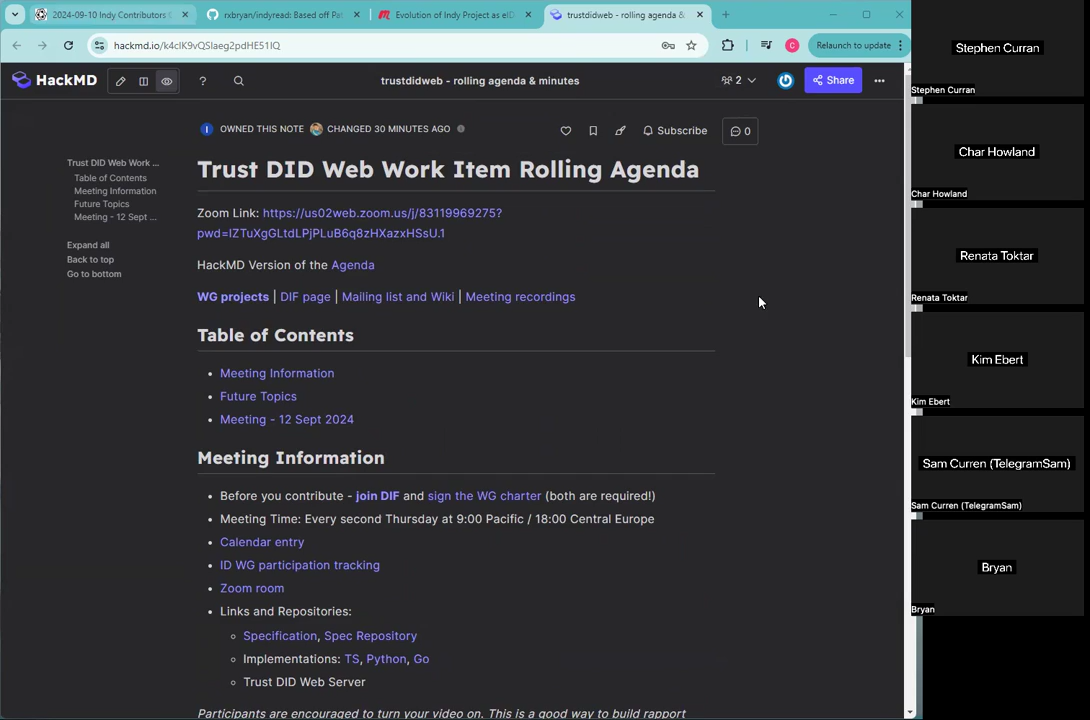 2024-09-10 Indy Contributors C
rxbryan/indyread: Based off Pat
Evolution of Indy Project as eID
trustdidweb - rolling agenda &
hackmd.io/k4clK9vQSlaeg2pdHE51IQ
Relaunch to update
HackMD
trustdidweb - rolling agenda & minutes
2
Share
OWNED THIS NOTE CHANGED 30 MINUTES AGO
Subscribe
0
Trust DID Web Work ...
Table of Contents
Meeting Information
Future Topics
Meeting - 12 Sept ...
Expand all
Back to top
Go to bottom
Trust DID Web Work Item Rolling Agenda
Zoom Link: https://us02web.zoom.us/j/83119969275?
pwd=IZTuXgGLtdLPjPLuB6q8zHXazxHSsU.1
HackMD Version of the Agenda
WG projects | DIF page | Mailing list and Wiki | Meeting recordings
Table of Contents
Meeting Information
Future Topics
Meeting - 12 Sept 2024
Meeting Information
Before you contribute - join DIF and sign the WG charter (both are required!)
Meeting Time: Every second Thursday at 9:00 Pacific / 18:00 Central Europe
Calendar entry
ID WG participation tracking
Zoom room
Links and Repositories:
Specification, Spec Repository
Implementations: TS, Python, Go
Trust DID Web Server
Participants are encouraged to turn your video on. This is a good way to build rapport
Stephen Curran
Stephen Curran
Char Howland
Char Howland
Renata Toktar
Renata Toktar
Kim Ebert
Kim Ebert
Sam Curren (TelegramSam)
Sam Curren (TelegramSam)
Bryan
Bryan